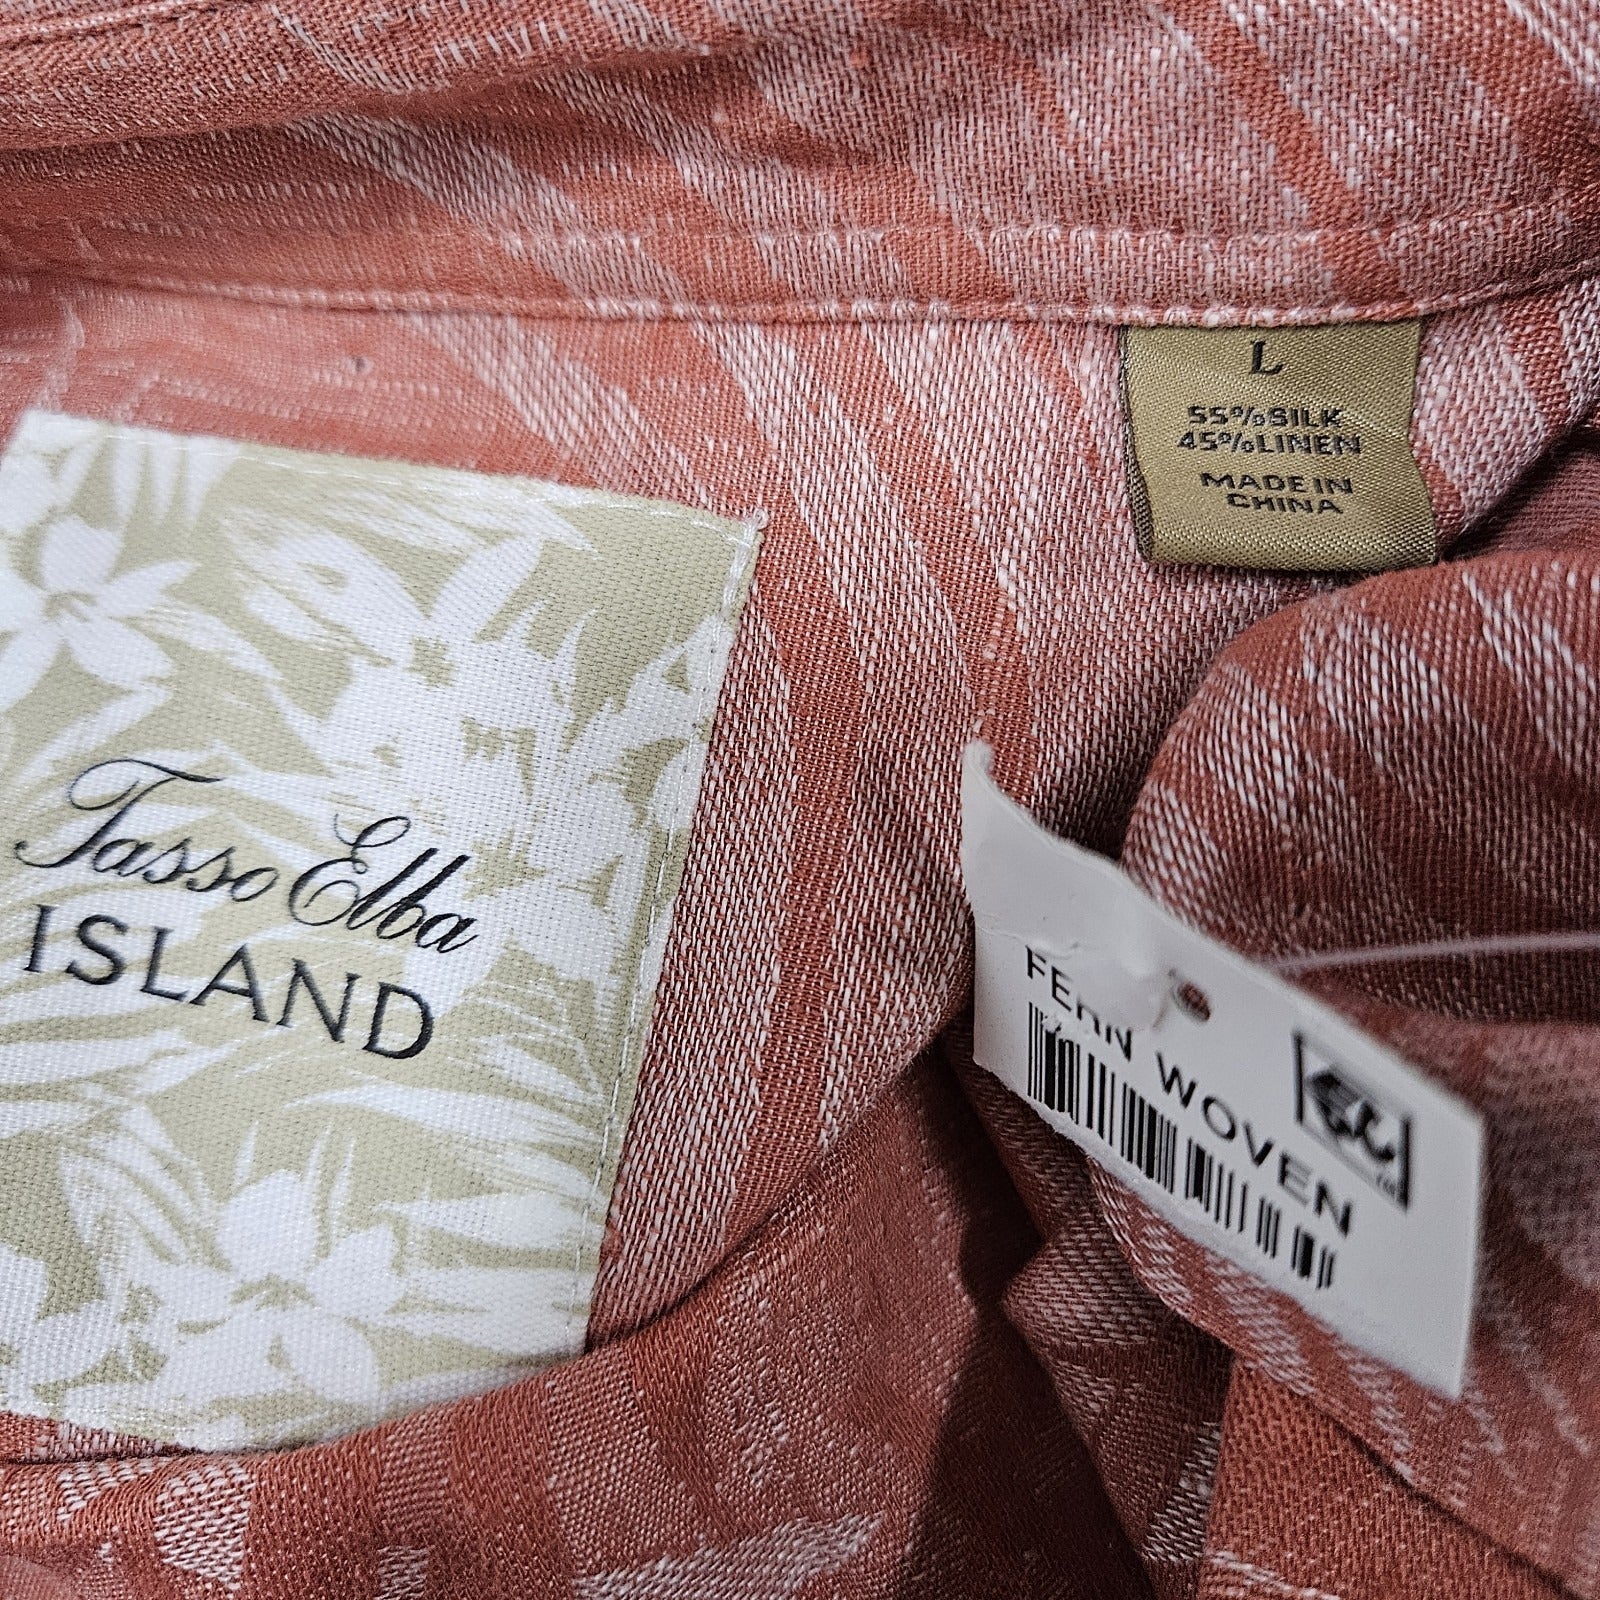 L
55%SILK
45%LINEN
MADE IN
CHINA
Tasso Elba
ISLAND
FERN WOVEN